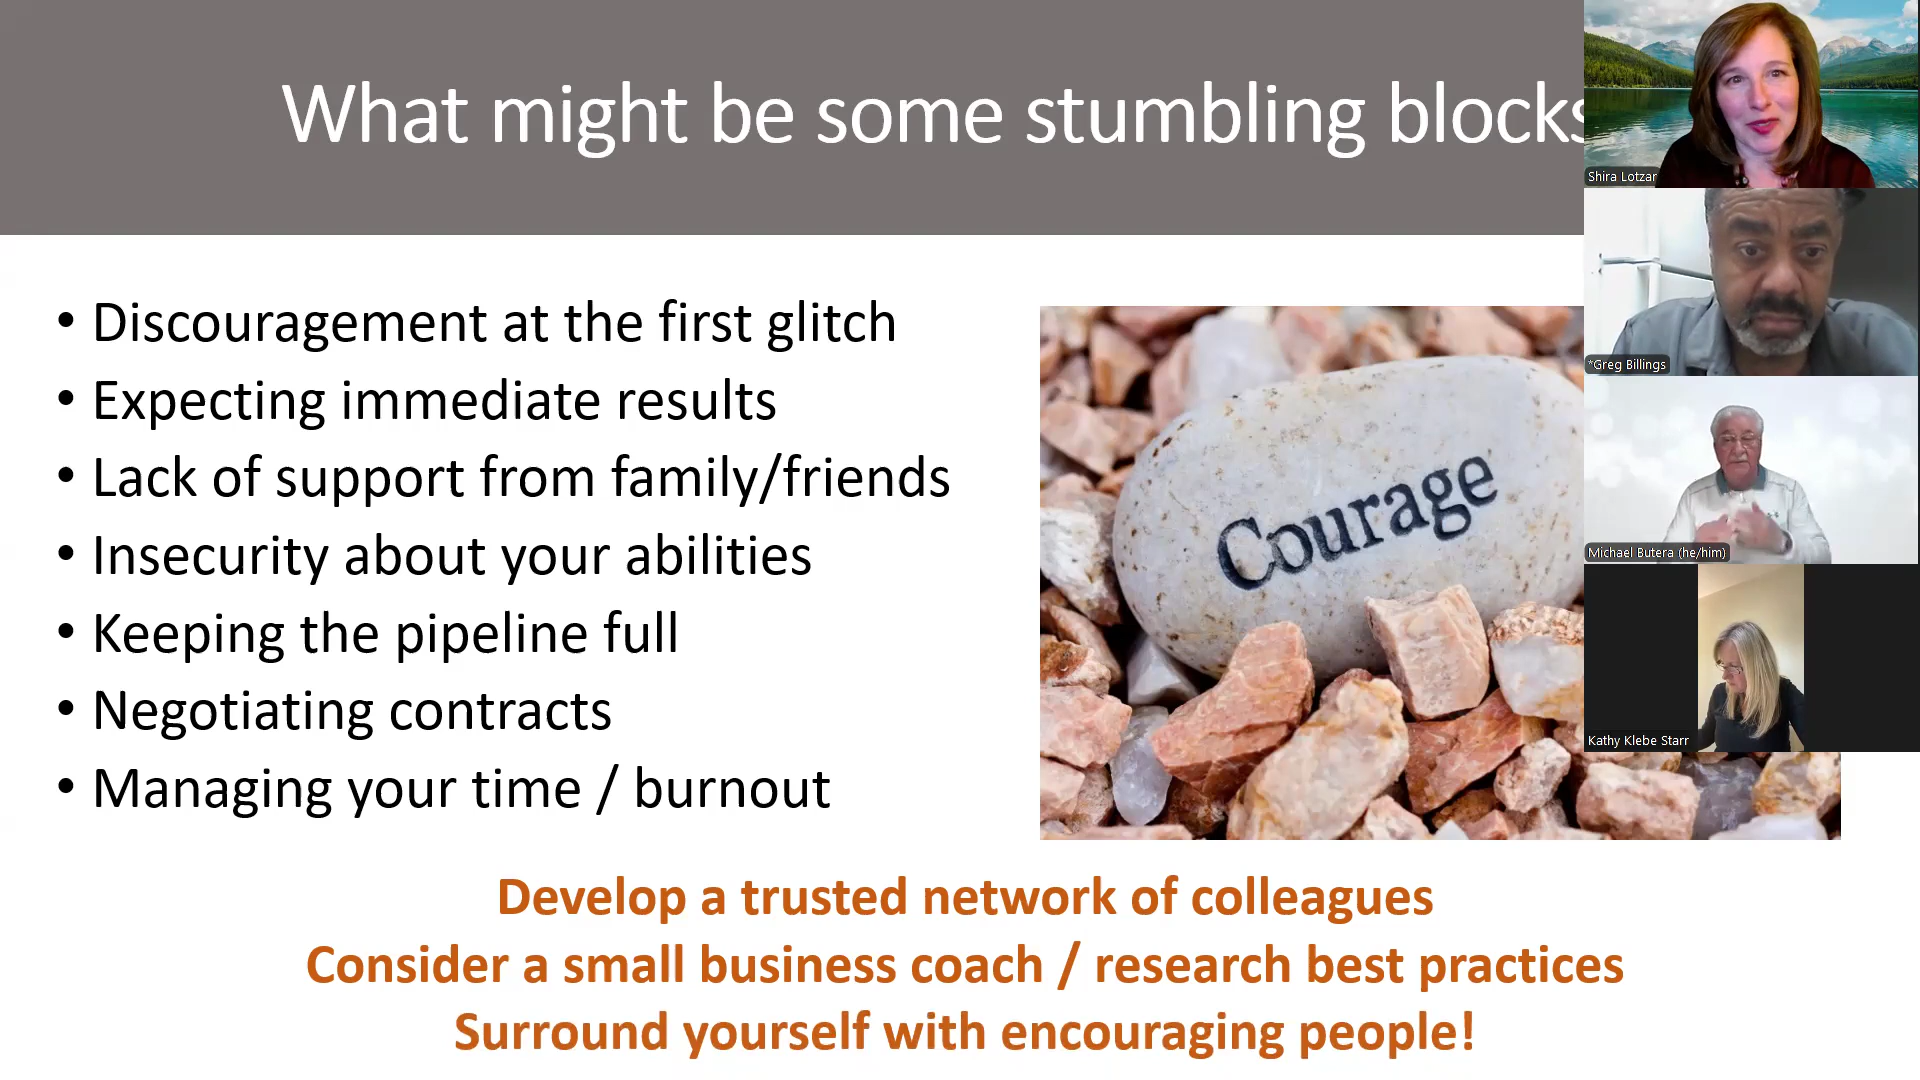 What might be some stumbling blocks
• Discouragement at the first glitch
• Expecting immediate results
• Lack of support from family/friends
• Insecurity about your abilities
• Keeping the pipeline full
• Negotiating contracts
• Managing your time / burnout
Courage
Develop a trusted network of colleagues
Consider a small business coach / research best practices
Surround yourself with encouraging people!
Shira Lotzar
*Greg Billings
Michael Butera (he/him)
Kathy Klebe Starr